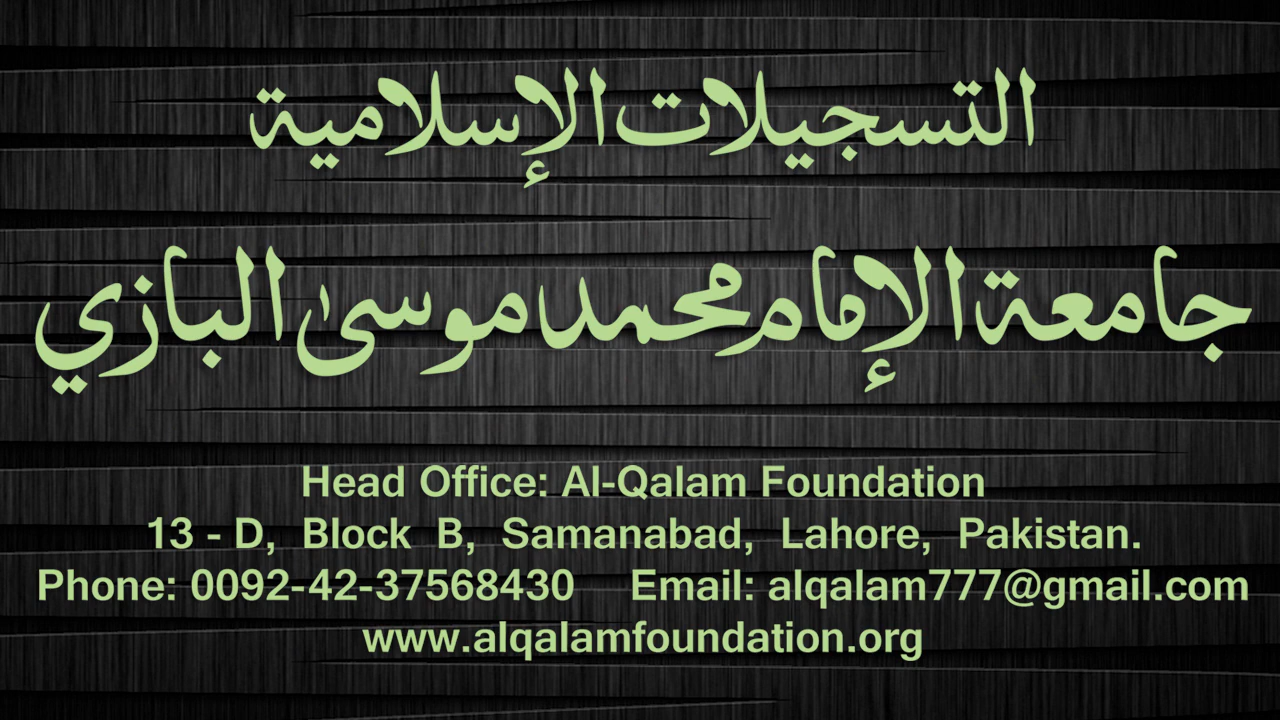 التسجيلات الإسلامية
جامعة الإمام محمد موسىٰ البازي
Head Office: Al-Qalam Foundation
13 - D, Block B, Samanabad, Lahore, Pakistan.
Phone: 0092-42-37568430 Email: alqalam777@gmail.com
www.alqalamfoundation.org